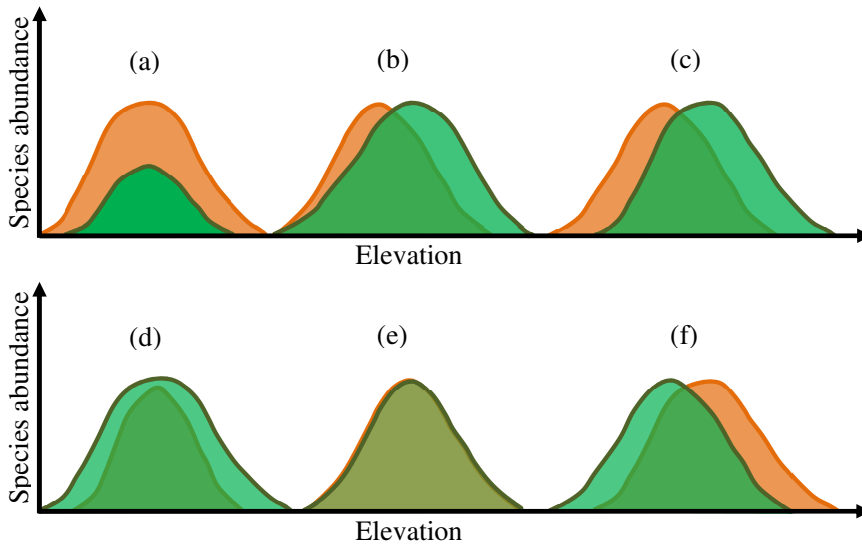 (a) (b) (c)
Species abundance
Elevation
(d) (e) (f)
Species abundance
Elevation